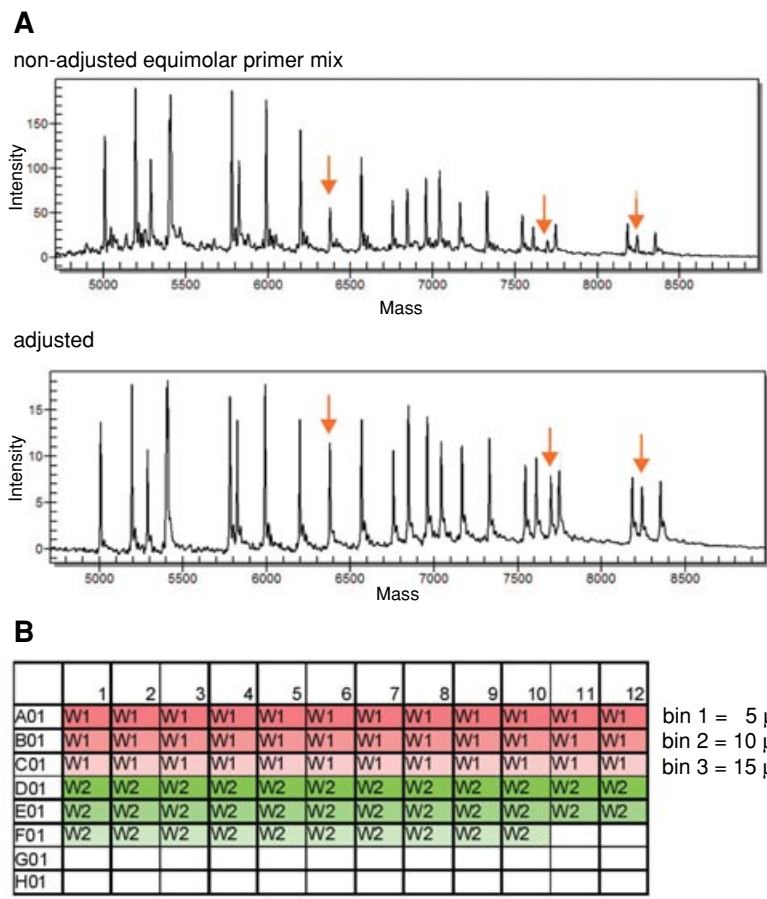 A
non-adjusted equimolar primer mix
Intensity
150
100
50
0
5000 5500 6000 6500 7000 7500 8000 8500
Mass
adjusted
Intensity
15
10
5
0
5000 5500 6000 6500 7000 7500 8000 8500
Mass
B
1 2 3 4 5 6 7 8 9 10 11 12
A01 W1 W1 W1 W1 W1 W1 W1 W1 W1 W1 W1 W1 bin 1 = 5 µ
B01 W1 W1 W1 W1 W1 W1 W1 W1 W1 W1 W1 W1 bin 2 = 10 µ
C01 W1 W1 W1 W1 W1 W1 W1 W1 W1 W1 W1 W1 bin 3 = 15 µ
D01 W2 W2 W2 W2 W2 W2 W2 W2 W2 W2 W2 W2
E01 W2 W2 W2 W2 W2 W2 W2 W2 W2 W2 W2 W2
F01 W2 W2 W2 W2 W2 W2 W2 W2 W2 W2
G01
H01